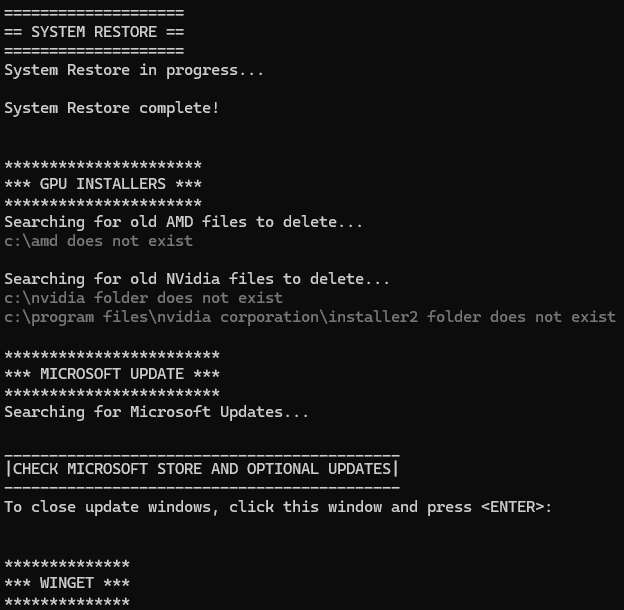 ====================
== SYSTEM RESTORE ==
====================
System Restore in progress...
System Restore complete!
**********************
*** GPU INSTALLERS ***
**********************
Searching for old AMD files to delete...
c:\amd does not exist
Searching for old NVidia files to delete...
c:\nvidia folder does not exist
c:\program files\nvidia corporation\installer2 folder does not exist
************************
*** MICROSOFT UPDATE ***
************************
Searching for Microsoft Updates...
____________________________________________
|CHECK MICROSOFT STORE AND OPTIONAL UPDATES|
--------------------------------------------
To close update windows, click this window and press <ENTER>:
**************
*** WINGET ***
**************